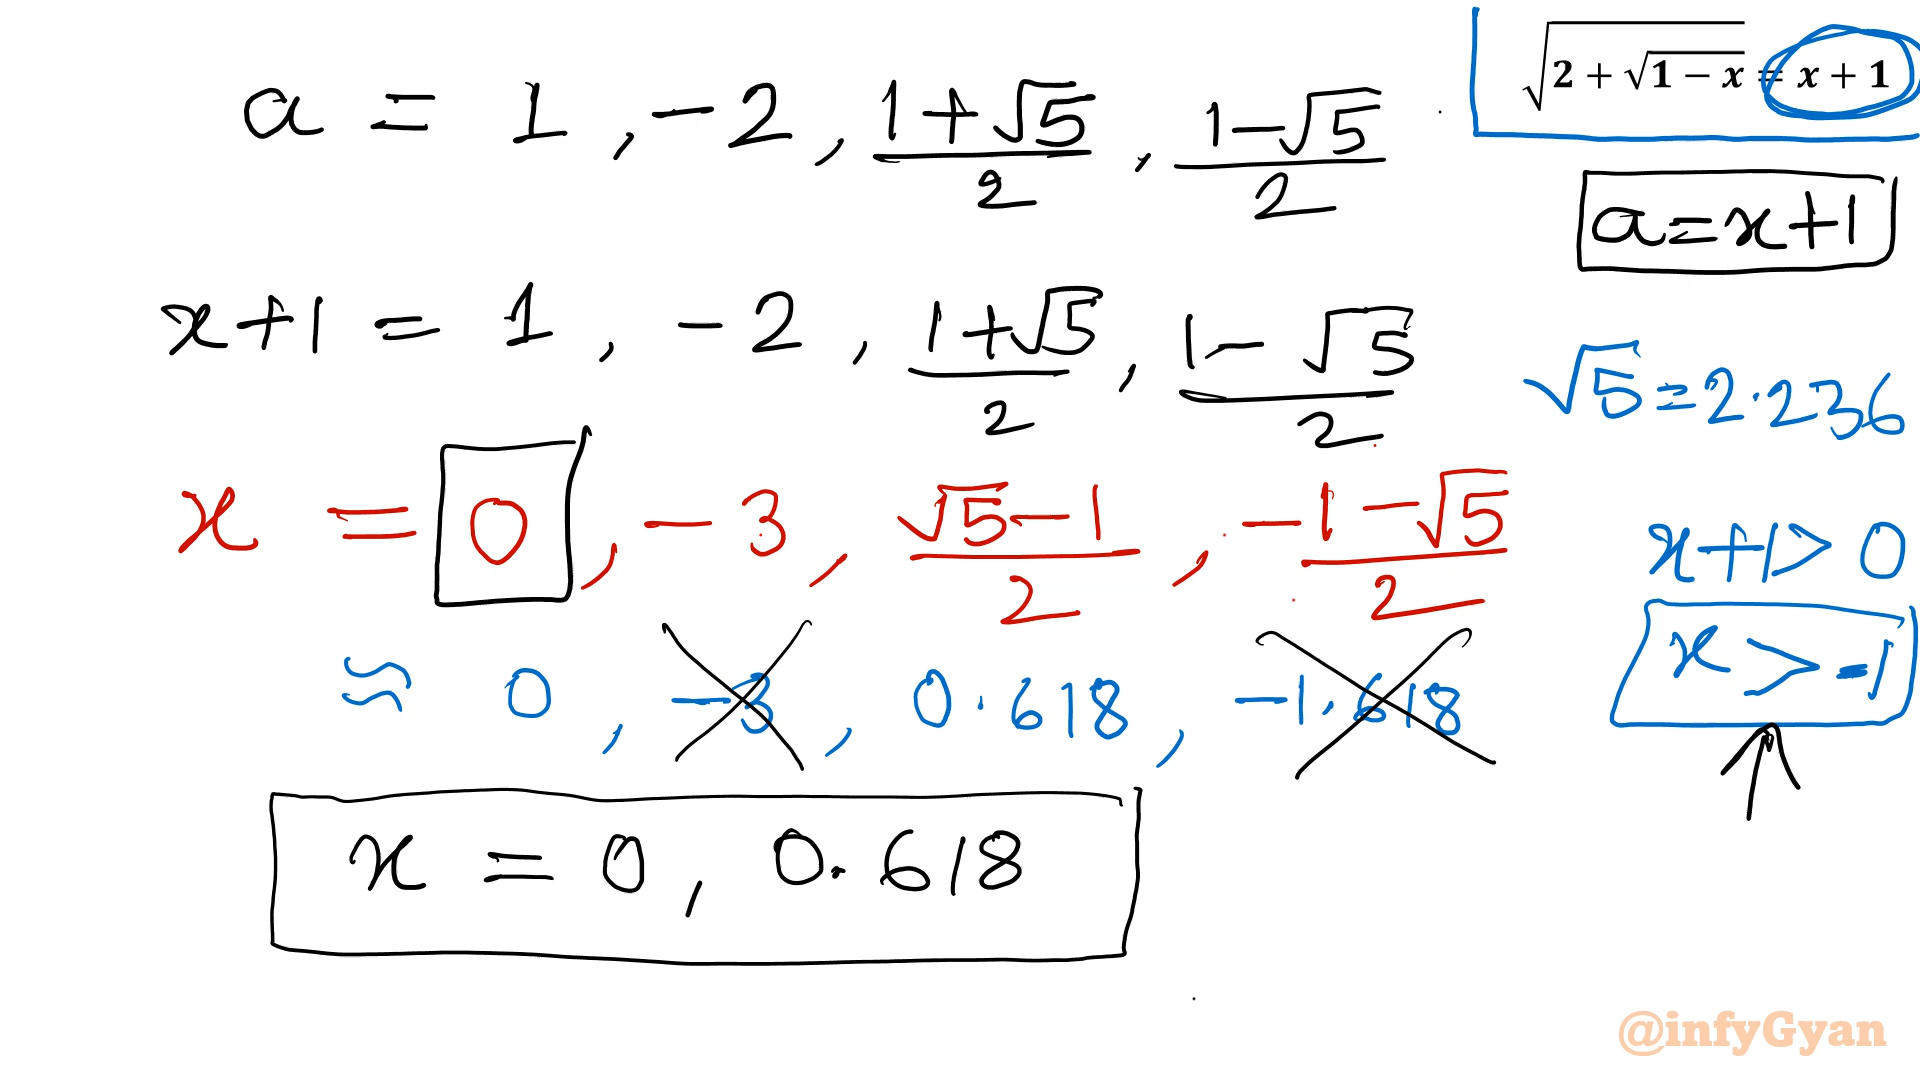 √(2 + √(1 − x)) = x + 1
a = 1 , −2 , (1+√5)/2 , (1−√5)/2
a=x+1
x+1 = 1 , −2 , (1+√5)/2 , (1−√5)/2
√5=2.236
x = 0 , −3 , (√5−1)/2 , (−1−√5)/2
x+1> 0
≈ 0 , −3 , 0.618 , −1.618
x > −1
x = 0 , 0.618
@infyGyan